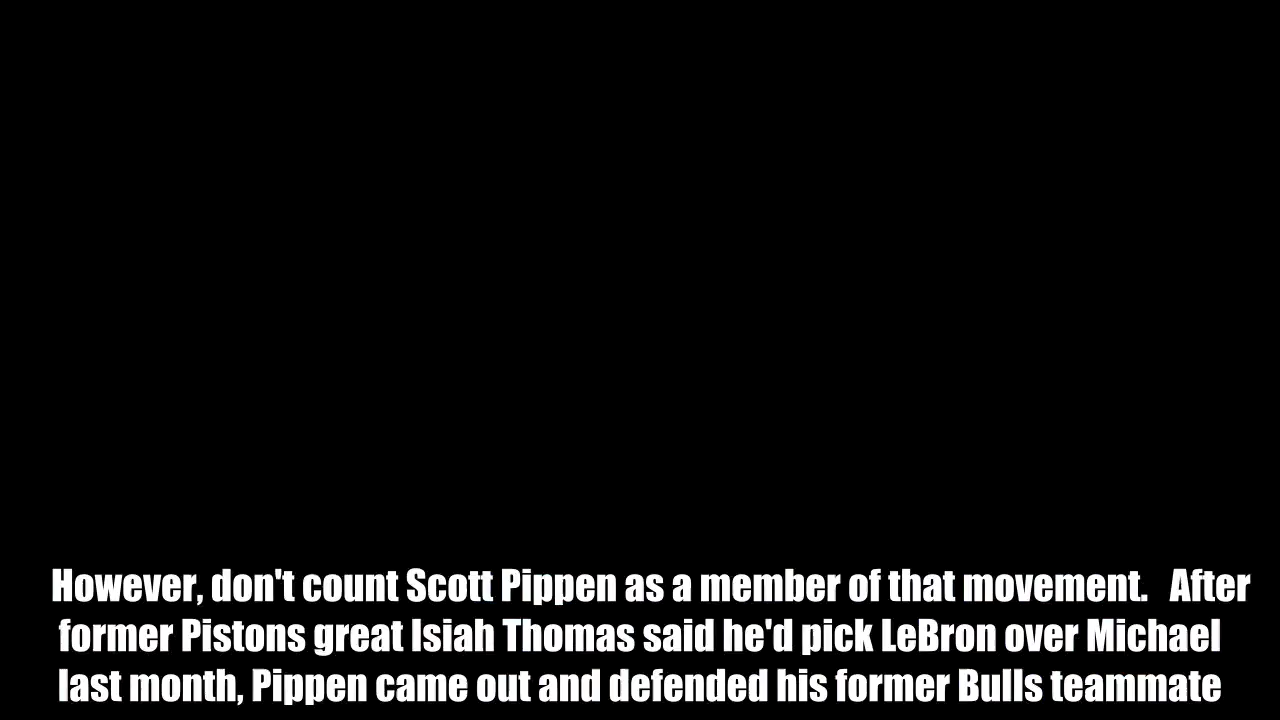 However, don't count Scott Pippen as a member of that movement.   After
former Pistons great Isiah Thomas said he'd pick LeBron over Michael
last month, Pippen came out and defended his former Bulls teammate